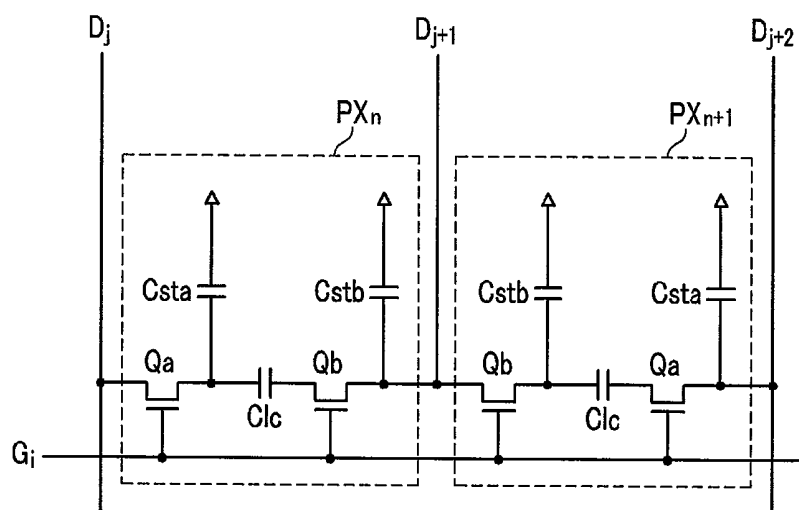 Dj Dj+1 Dj+2
PXn PXn+1
Csta Cstb Cstb Csta
Qa Qb Qb Qa
Clc Clc
Gi